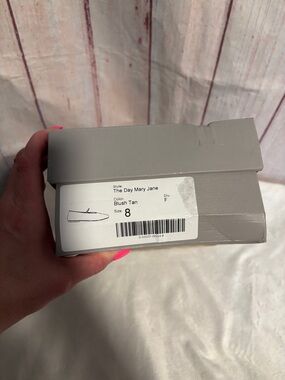 Style:
The Day Mary Jane
Color:
Blush Tan
Size: 8